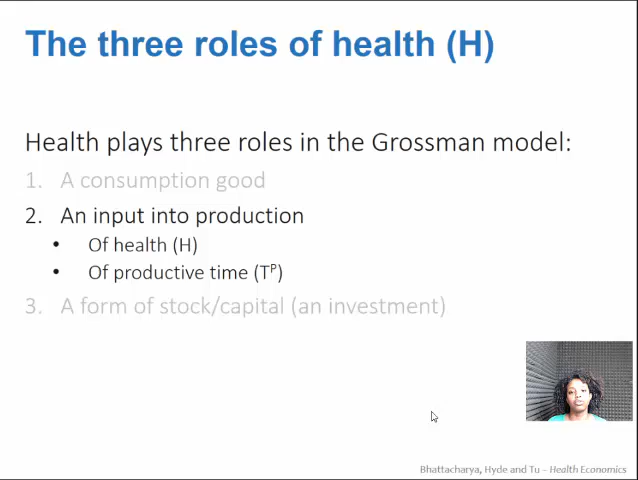 The three roles of health (H)
Health plays three roles in the Grossman model:
1. A consumption good
2. An input into production
• Of health (H)
• Of productive time (Tᴾ)
3. A form of stock/capital (an investment)
Bhattacharya, Hyde and Tu – Health Economics